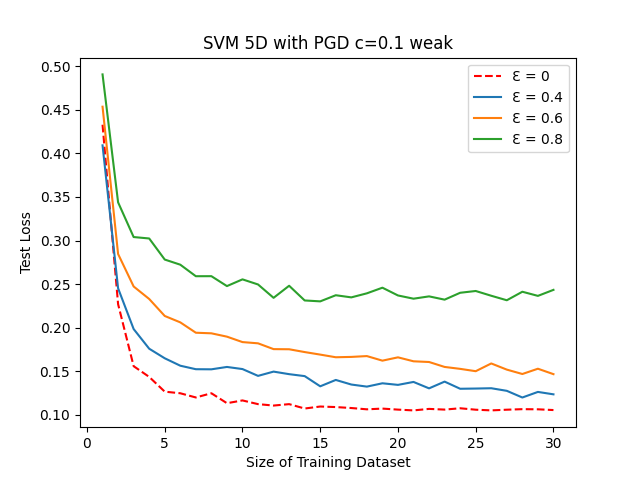 SVM 5D with PGD c=0.1 weak
Ɛ = 0
Ɛ = 0.4
Ɛ = 0.6
Ɛ = 0.8
Test Loss
0.50
0.45
0.40
0.35
0.30
0.25
0.20
0.15
0.10
0 5 10 15 20 25 30
Size of Training Dataset